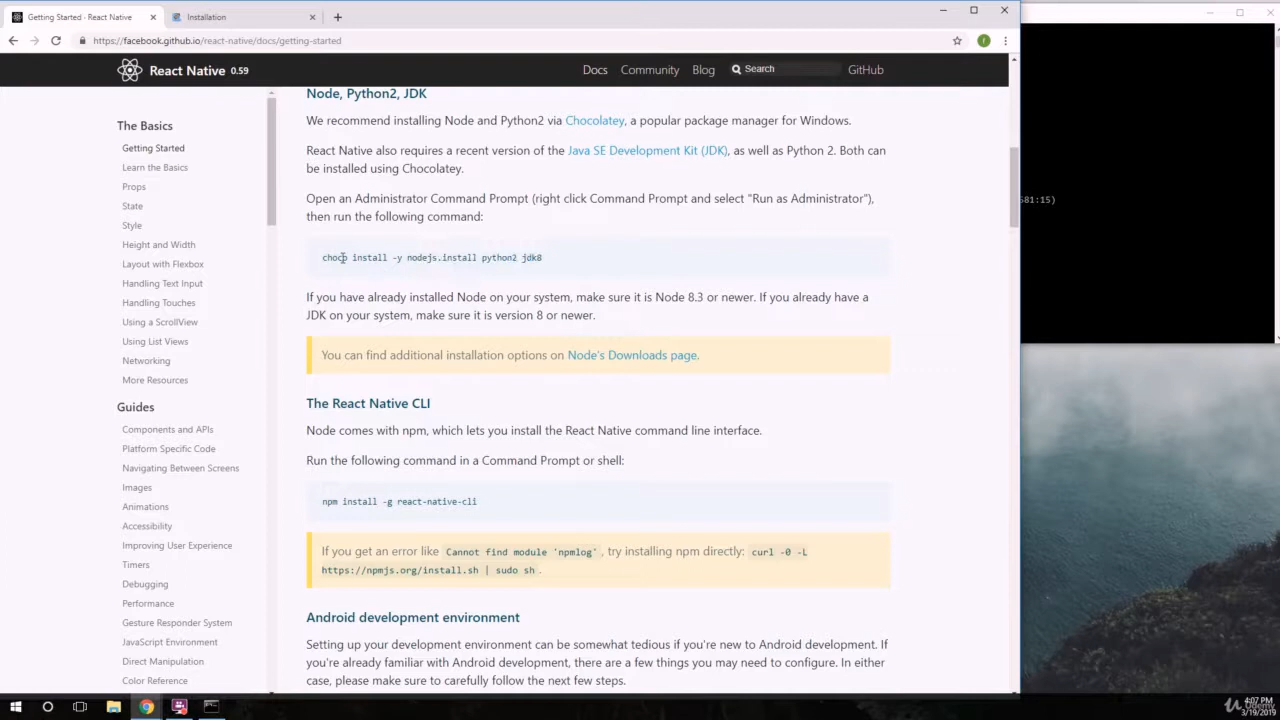 Getting Started · React Native
Installation
https://facebook.github.io/react-native/docs/getting-started
React Native 0.59
Docs
Community
Blog
Search
GitHub
The Basics
Getting Started
Learn the Basics
Props
State
Style
Height and Width
Layout with Flexbox
Handling Text Input
Handling Touches
Using a ScrollView
Using List Views
Networking
More Resources
Guides
Components and APIs
Platform Specific Code
Navigating Between Screens
Images
Animations
Accessibility
Improving User Experience
Timers
Debugging
Performance
Gesture Responder System
JavaScript Environment
Direct Manipulation
Color Reference
Node, Python2, JDK
We recommend installing Node and Python2 via Chocolatey, a popular package manager for Windows.
React Native also requires a recent version of the Java SE Development Kit (JDK), as well as Python 2. Both can
be installed using Chocolatey.
Open an Administrator Command Prompt (right click Command Prompt and select "Run as Administrator"),
then run the following command:
choco install -y nodejs.install python2 jdk8
If you have already installed Node on your system, make sure it is Node 8.3 or newer. If you already have a
JDK on your system, make sure it is version 8 or newer.
You can find additional installation options on Node's Downloads page.
The React Native CLI
Node comes with npm, which lets you install the React Native command line interface.
Run the following command in a Command Prompt or shell:
npm install -g react-native-cli
If you get an error like Cannot find module 'npmlog' , try installing npm directly: curl -0 -L
https://npmjs.org/install.sh | sudo sh .
Android development environment
Setting up your development environment can be somewhat tedious if you're new to Android development. If
you're already familiar with Android development, there are a few things you may need to configure. In either
case, please make sure to carefully follow the next few steps.
581:15)
4:07 PM
3/19/2019
Udemy